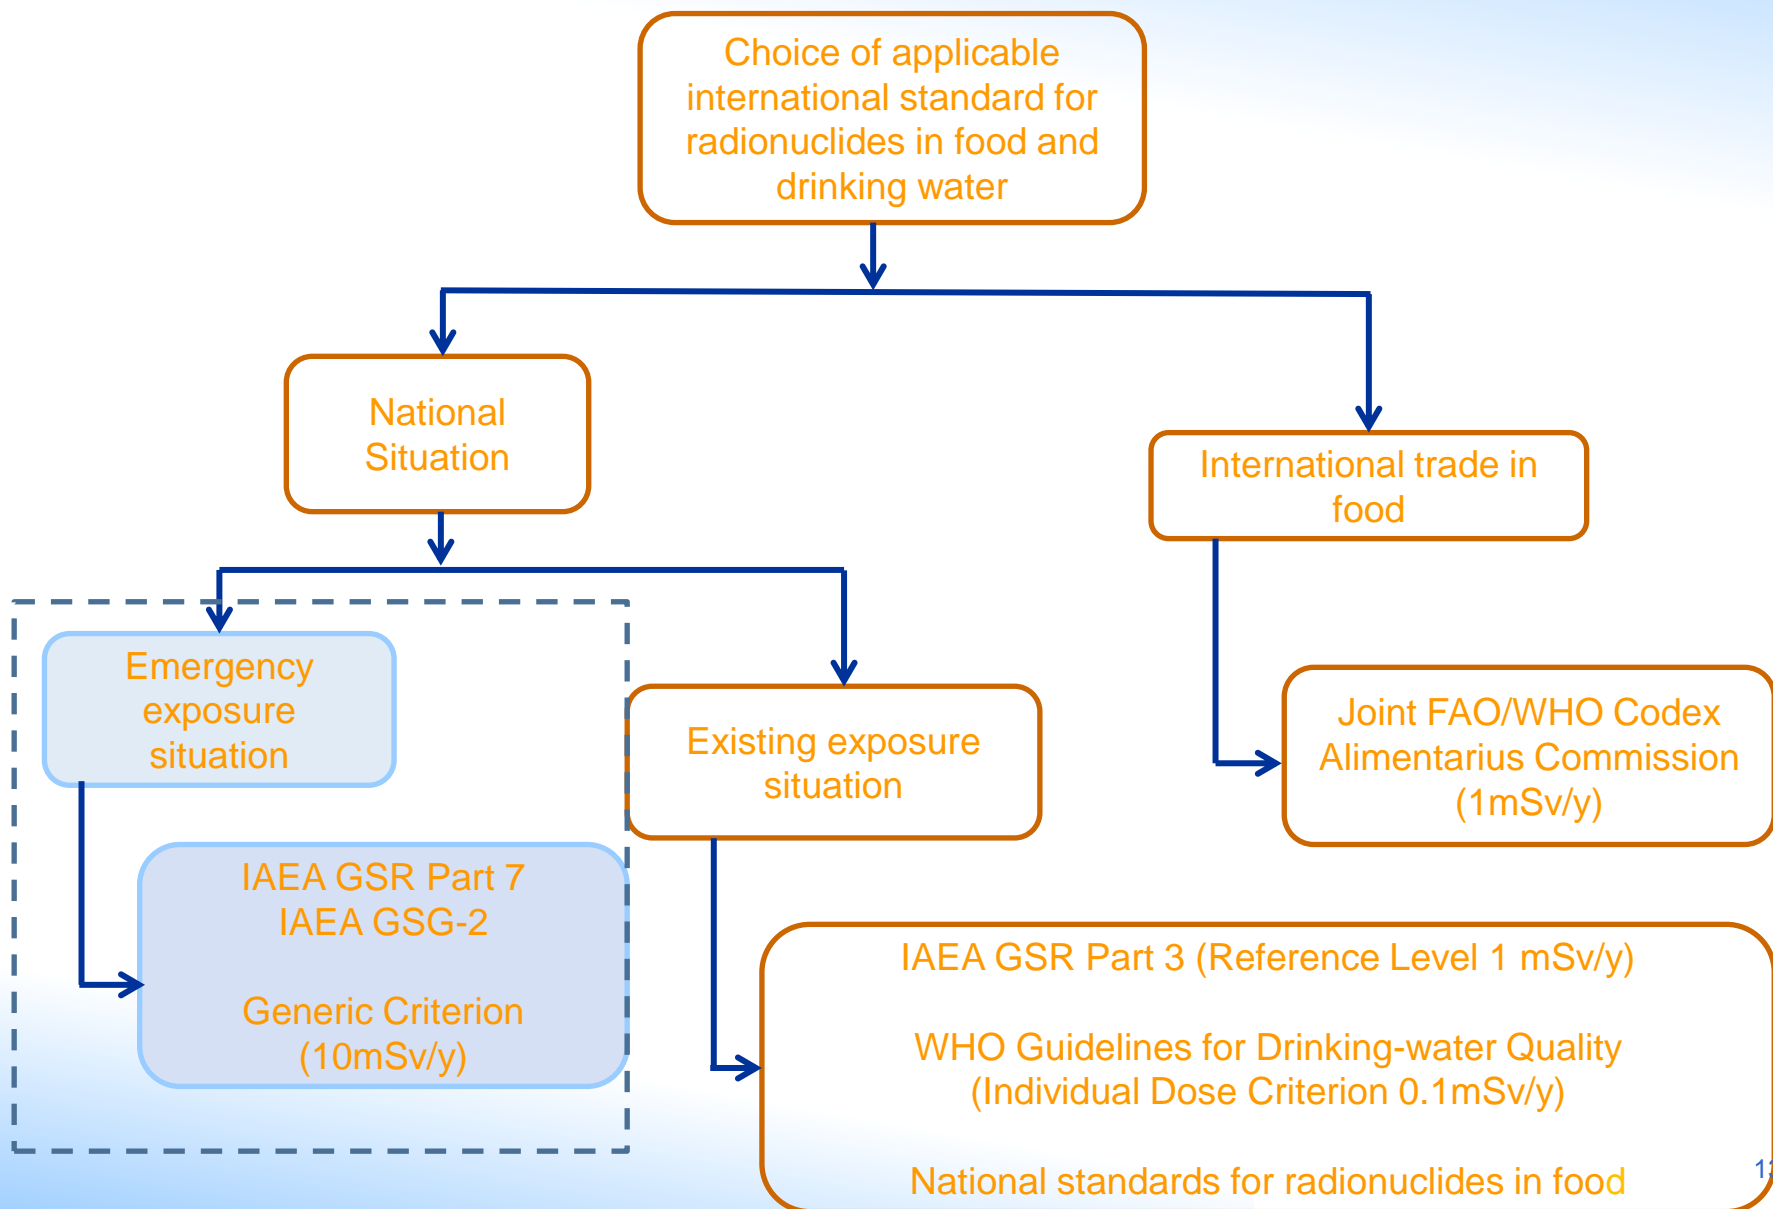 Choice of applicable
international standard for
radionuclides in food and
drinking water
National
Situation
International trade in
food
Emergency
exposure
situation
Existing exposure
situation
Joint FAO/WHO Codex
Alimentarius Commission
(1mSv/y)
IAEA GSR Part 7
IAEA GSG-2
Generic Criterion
(10mSv/y)
IAEA GSR Part 3 (Reference Level 1 mSv/y)
WHO Guidelines for Drinking-water Quality
(Individual Dose Criterion 0.1mSv/y)
National standards for radionuclides in food